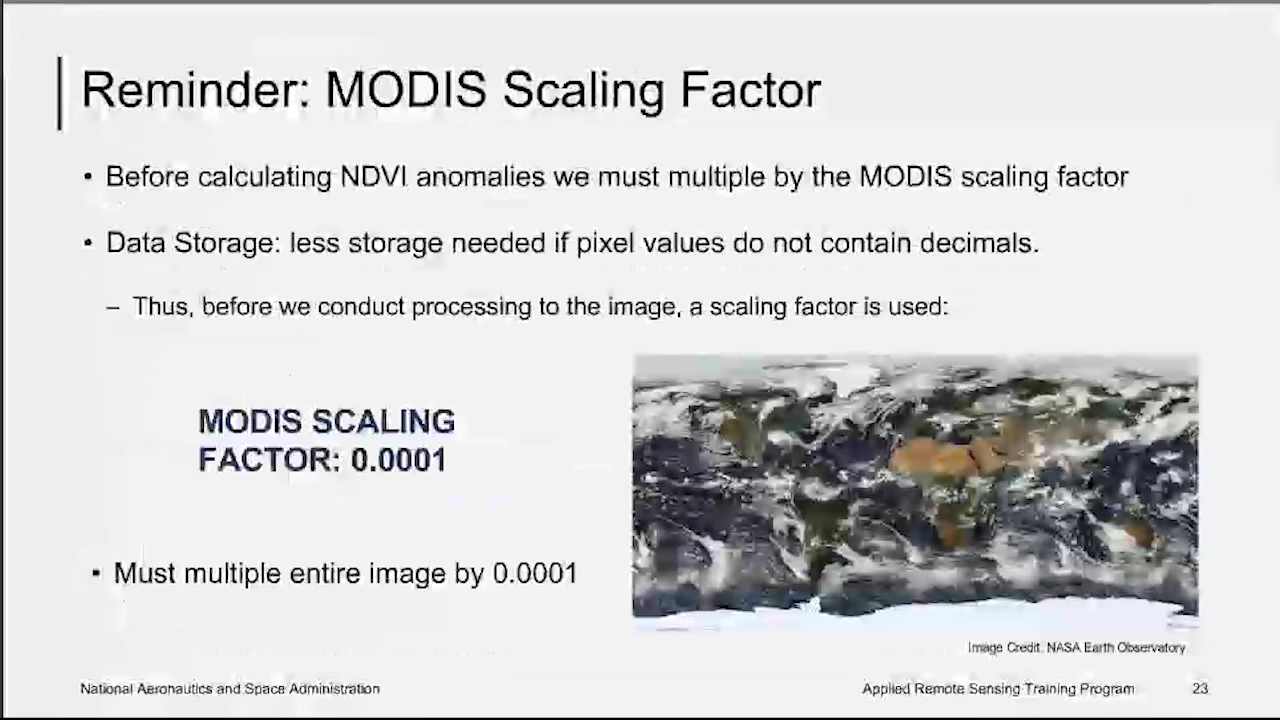 Reminder: MODIS Scaling Factor
• Before calculating NDVI anomalies we must multiple by the MODIS scaling factor
• Data Storage: less storage needed if pixel values do not contain decimals.
– Thus, before we conduct processing to the image, a scaling factor is used:
MODIS SCALING
FACTOR: 0.0001
• Must multiple entire image by 0.0001
Image Credit: NASA Earth Observatory
National Aeronautics and Space Administration
Applied Remote Sensing Training Program
23